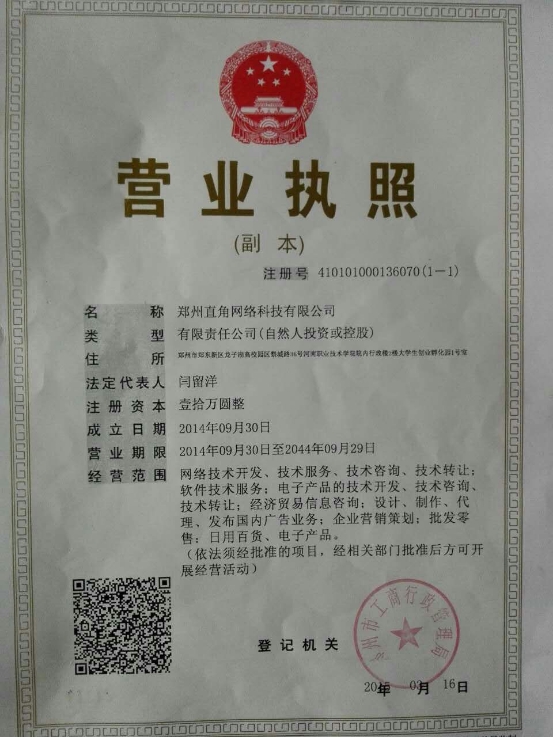 营业执照
(副 本)
注册号 410101000136070(1—1)
名 称 郑州直角网络科技有限公司
类 型 有限责任公司(自然人投资或控股)
住 所
法定代表人 闫留洋
注册资本 壹拾万圆整
成立日期 2014年09月30日
营业期限 2014年09月30日至2044年09月29日
经营范围 网络技术开发、技术服务、技术咨询、技术转让;
软件技术服务;电子产品的技术开发、技术咨询、
技术转让;经济贸易信息咨询;设计、制作、代
理、发布国内广告业务;企业营销策划;批发零
售:日用百货、电子产品。
(依法须经批准的项目,经相关部门批准后方可开
展经营活动)
州市工商行政管理局
登记机关
年 03月 16日